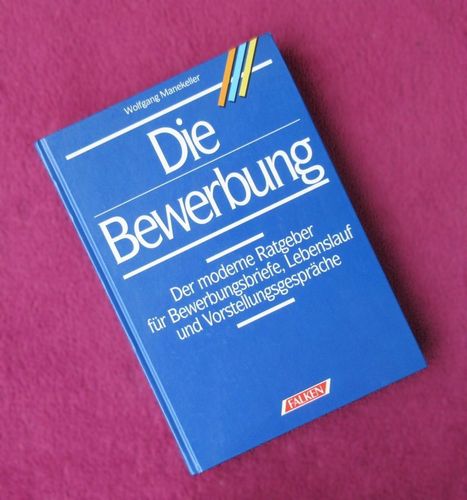 Wolfgang Manekeller
Die
Bewerbung
Der moderne Ratgeber
für Bewerbungsbriefe, Lebenslauf
und Vorstellungsgespräche
FALKEN